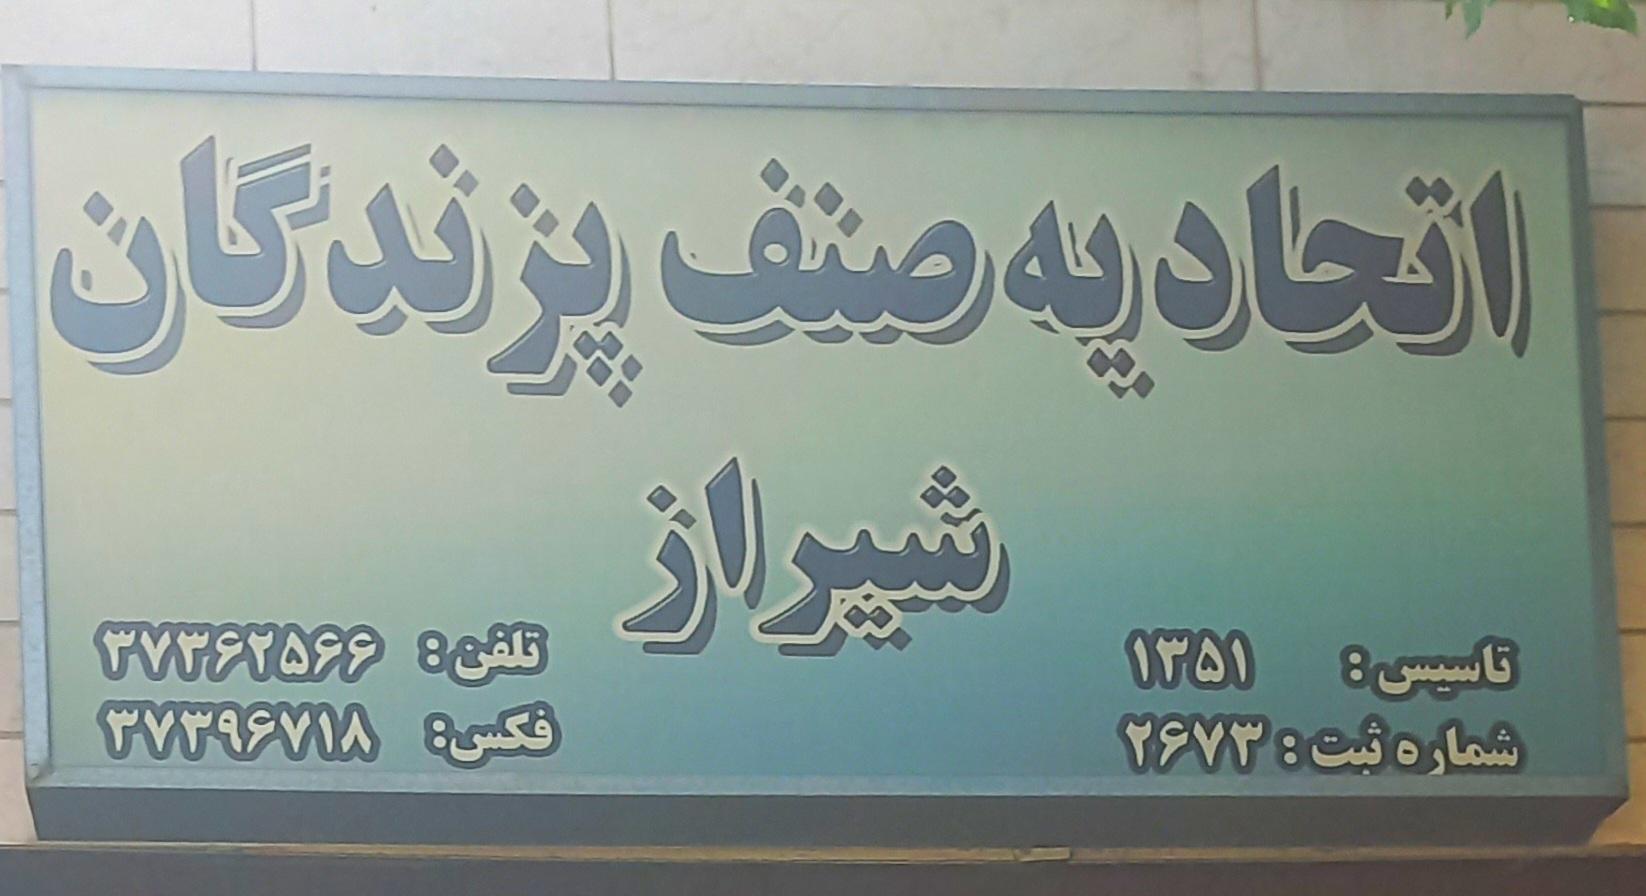 اتحادیه صنف پزندگان
شیراز
تاسیس : ۱۳۵۱
شماره ثبت : ۲۶۷۳
تلفن: ۳۷۳۶۲۵۶۶
فکس: ۳۷۳۹۶۷۱۸